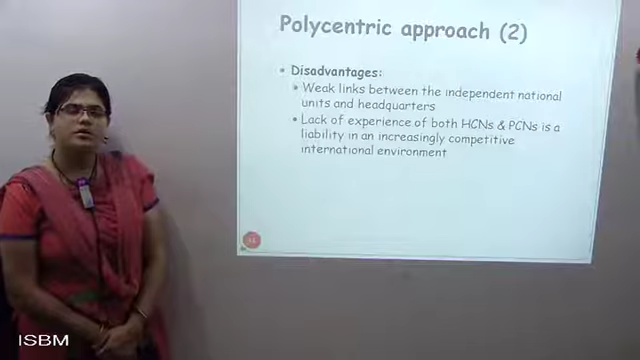 Polycentric approach (2)
• Disadvantages:
• Weak links between the independent national
units and headquarters
• Lack of experience of both HCNs & PCNs is a
liability in an increasingly competitive
international environment
ISBM